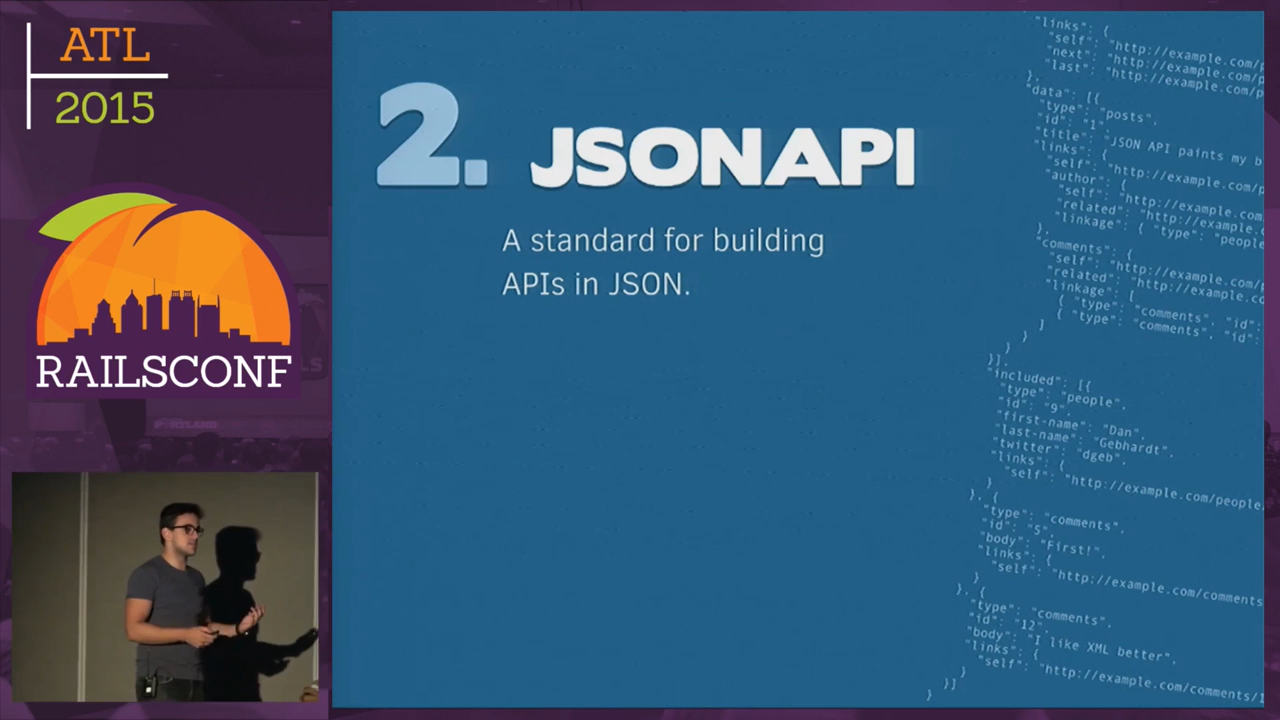 ATL
2015
RAILSCONF
2. JSONAPI
A standard for building
APIs in JSON.
"links": {
"self": "http://example.com/p
"next": "http://example.com/p
"last": "http://example.com/p
},
"data": [{
"type": "posts",
"id": "1",
"title": "JSON API paints my b
"links": {
"self": "http://example.com/p
"author": {
"self": "http://example.com/
"related": "http://example.
"linkage": { "type": "people
},
"comments": {
"self": "http://example.com/p
"related": "http://example.co
"linkage": [
{ "type": "comments", "id":
{ "type": "comments", "id":
]
}
}
}],
"included": [{
"type": "people",
"id": "9",
"first-name": "Dan",
"last-name": "Gebhardt",
"twitter": "dgeb",
"links": {
"self": "http://example.com/people/
}
}, {
"type": "comments",
"id": "5",
"body": "First!",
"links": {
"self": "http://example.com/comments
}
}, {
"type": "comments",
"id": "12",
"body": "I like XML better",
"links": {
"self": "http://example.com/comments/1
}
}]
}